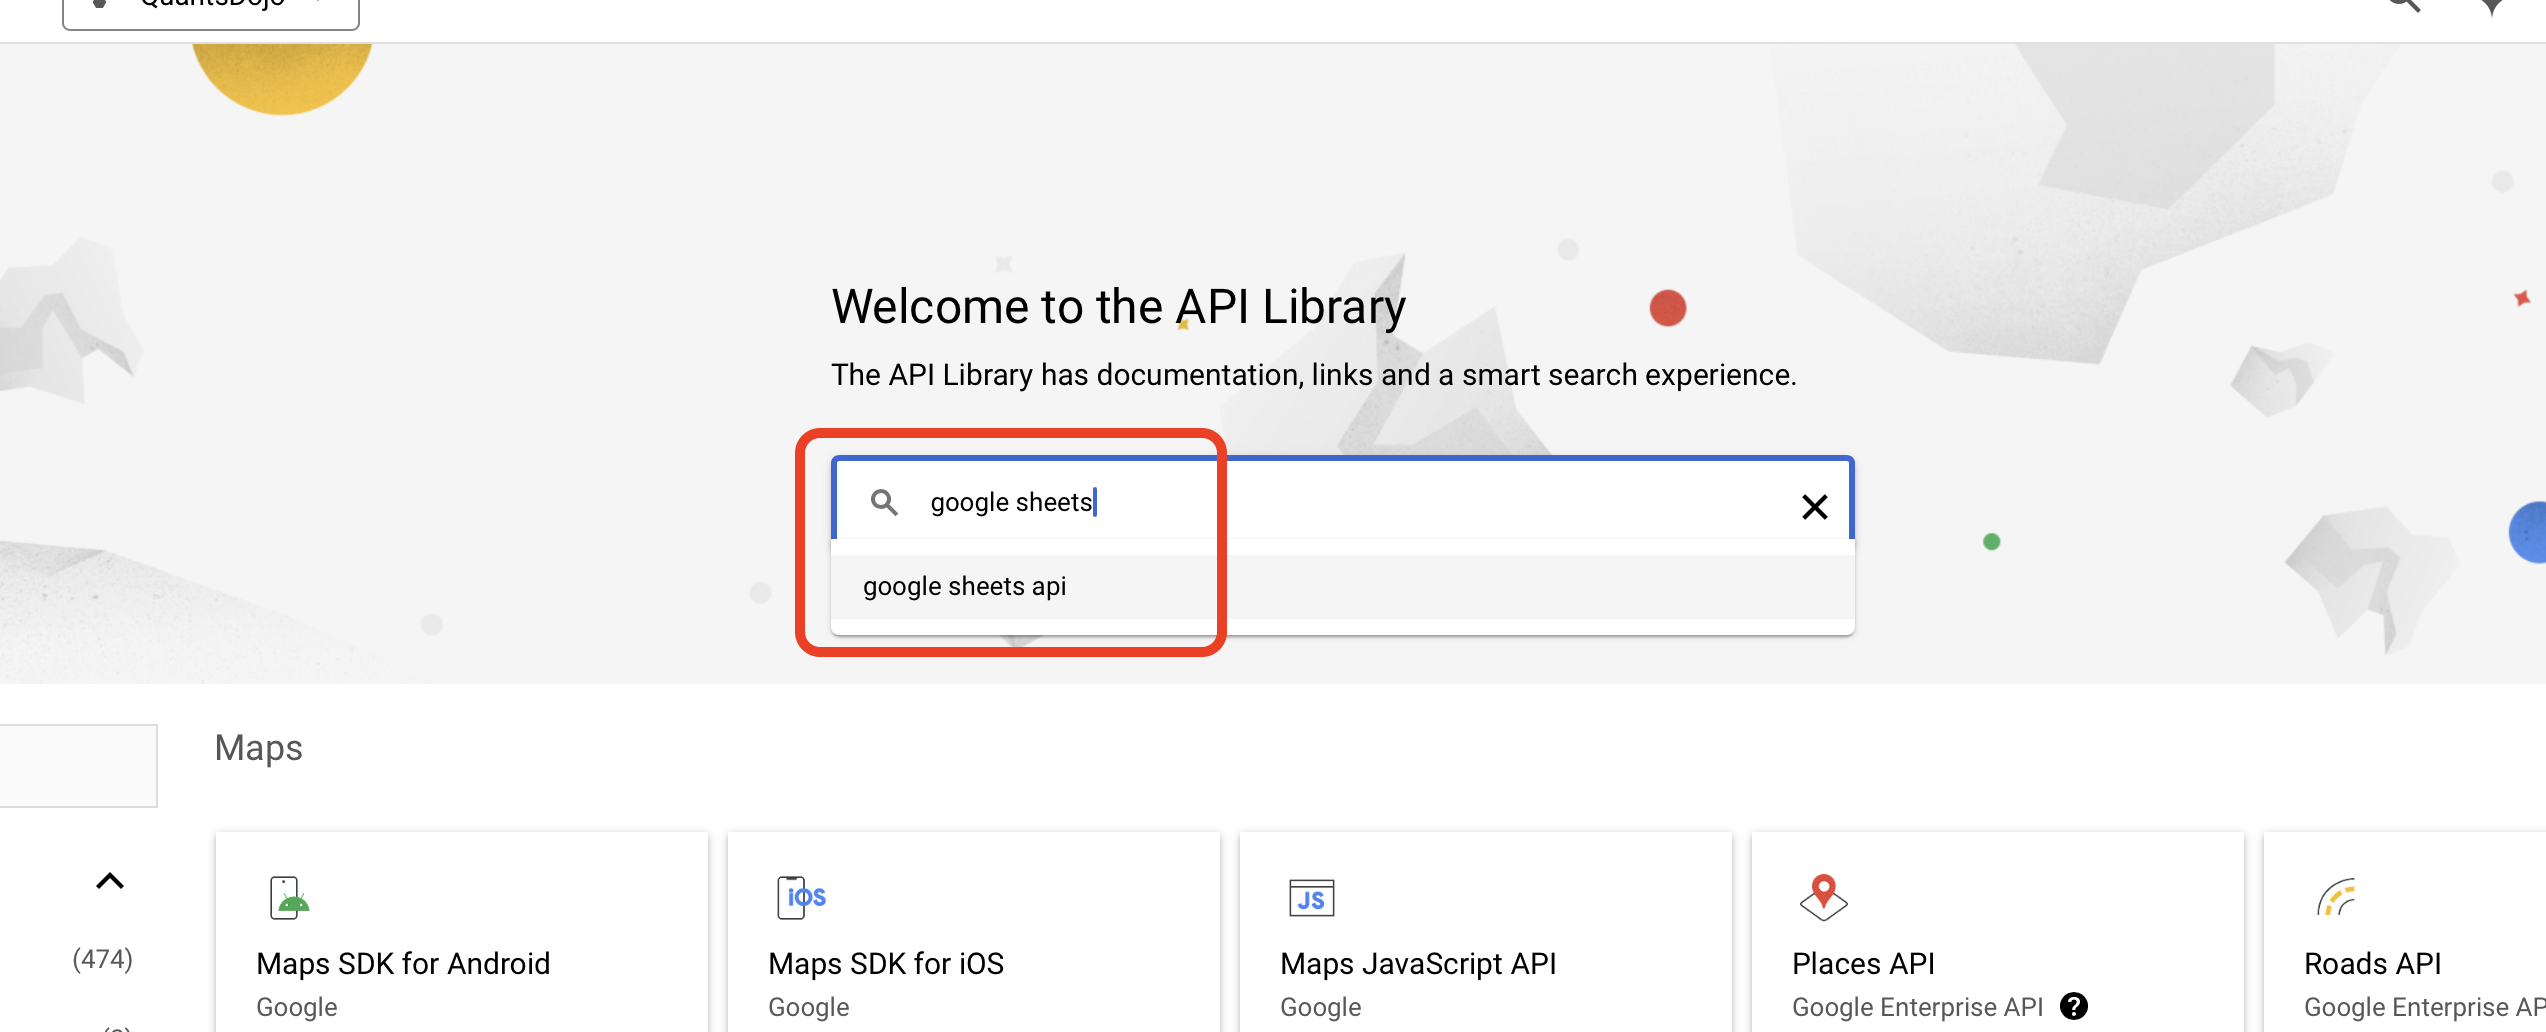 QuantsDojo
Welcome to the API Library
The API Library has documentation, links and a smart search experience.
google sheets
google sheets api
Maps
(474)
iOS
JS
Maps SDK for Android
Google
Maps SDK for iOS
Google
Maps JavaScript API
Google
Places API
Google Enterprise API ?
Roads API
Google Enterprise AP